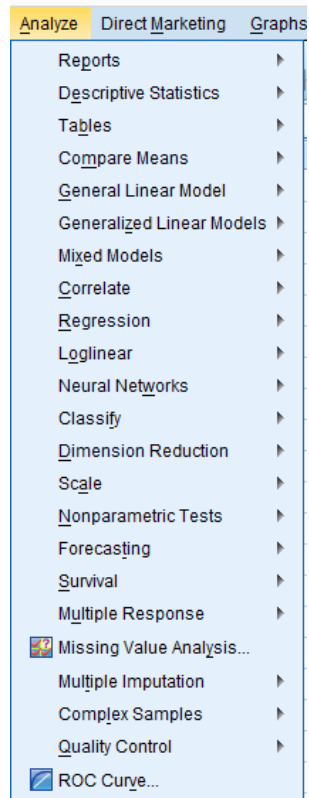 Analyze Direct Marketing Graphs
Reports
Descriptive Statistics
Tables
Compare Means
General Linear Model
Generalized Linear Models
Mixed Models
Correlate
Regression
Loglinear
Neural Networks
Classify
Dimension Reduction
Scale
Nonparametric Tests
Forecasting
Survival
Multiple Response
Missing Value Analysis...
Multiple Imputation
Complex Samples
Quality Control
ROC Curve...